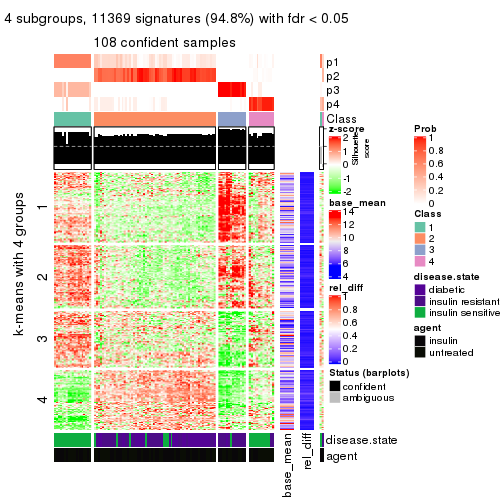 4 subgroups, 11369 signatures (94.8%) with fdr < 0.05
108 confident samples
p1
p2
p3
p4
Class
Silhouette
score
k-means with 4 groups
1
2
3
4
disease.state
agent
base_mean
rel_diff
z-score
2
1
0
-1
-2
base_mean
14
12
10
8
6
4
rel_diff
1
0.8
0.6
0.4
0.2
0
Status (barplots)
confident
ambiguous
Prob
1
0.8
0.6
0.4
0.2
0
Class
1
2
3
4
disease.state
diabetic
insulin resistant
insulin sensitive
agent
insulin
untreated